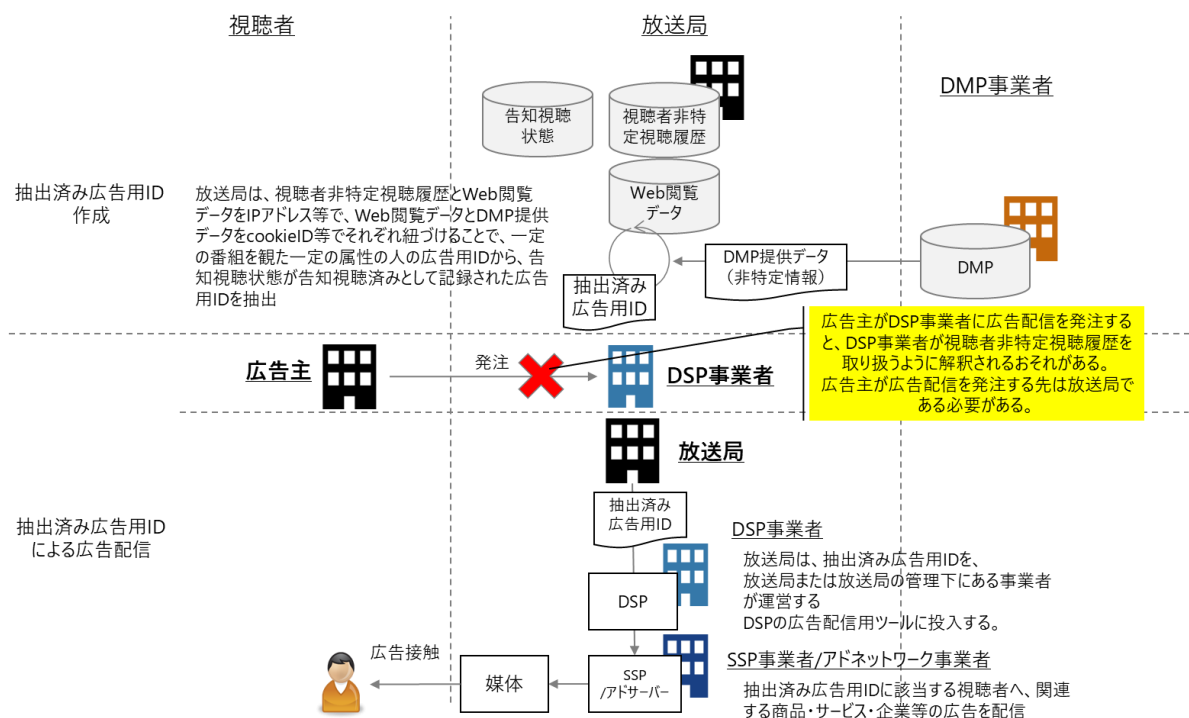 視聴者
放送局
DMP事業者
告知視聴
状態
視聴者非特
定視聴履歴
Web閲覧
データ
抽出済み広告用ID
作成
放送局は、視聴者非特定視聴履歴とWeb閲覧
データをIPアドレス等で、Web閲覧データとDMP提供
データをcookieID等でそれぞれ紐づけることで、一定
の番組を観た一定の属性の人の広告用IDから、告
知視聴状態が告知視聴済みとして記録された広告
用IDを抽出
抽出済み
広告用ID
DMP提供データ
（非特定情報）
DMP
広告主がDSP事業者に広告配信を発注する
と、DSP事業者が視聴者非特定視聴履歴を
取り扱うように解釈されるおそれがある。
広告主が広告配信を発注する先は放送局で
ある必要がある。
広告主
発注
DSP事業者
放送局
抽出済み広告用ID
による広告配信
抽出済み
広告用ID
DSP事業者
放送局は、抽出済み広告用IDを、
放送局または放送局の管理下にある事業者
が運営する
DSPの広告配信用ツールに投入する。
DSP
広告接触
媒体
SSP
/アドサーバー
SSP事業者/アドネットワーク事業者
抽出済み広告用IDに該当する視聴者へ、関連
する商品・サービス・企業等の広告を配信